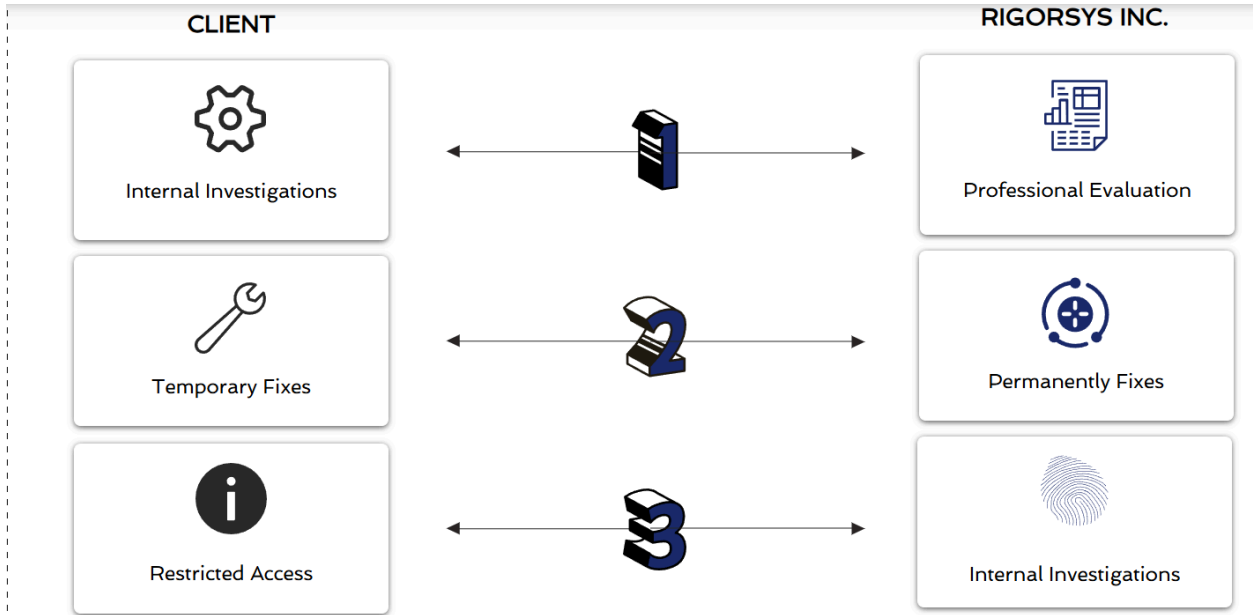 CLIENT
RIGORSYS INC.
Internal Investigations
1
Professional Evaluation
Temporary Fixes
2
Permanently Fixes
Restricted Access
3
Internal Investigations